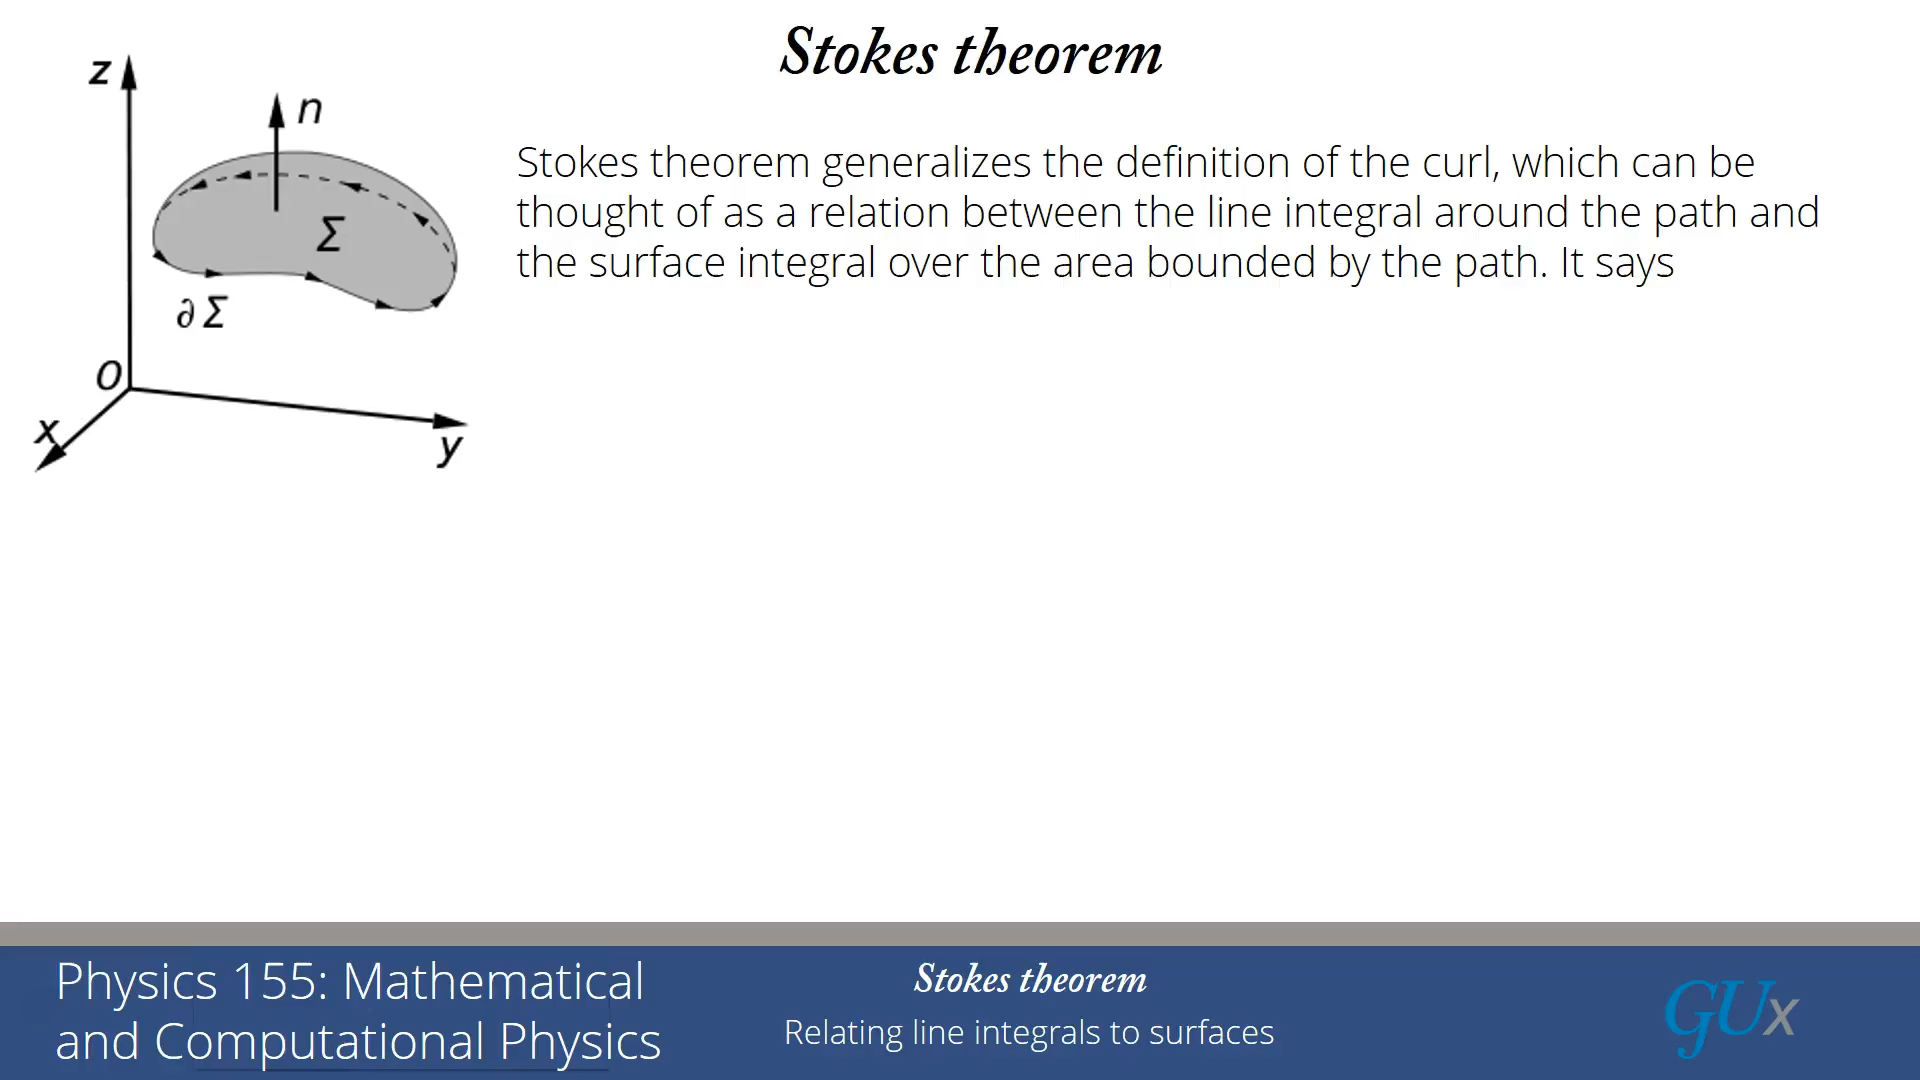 Stokes theorem
z
n
Σ
∂ Σ
O
x
y
Stokes theorem generalizes the definition of the curl, which can be
thought of as a relation between the line integral around the path and
the surface integral over the area bounded by the path. It says
Physics 155: Mathematical
and Computational Physics
Stokes theorem
Relating line integrals to surfaces
GUx